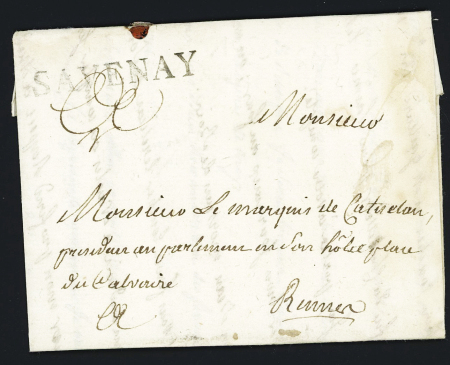 SAVENAY
Monsieur
Monsieur Le marquis de Catuelan,
president au parlement en son hôtel place
du Calvaire
Rennes